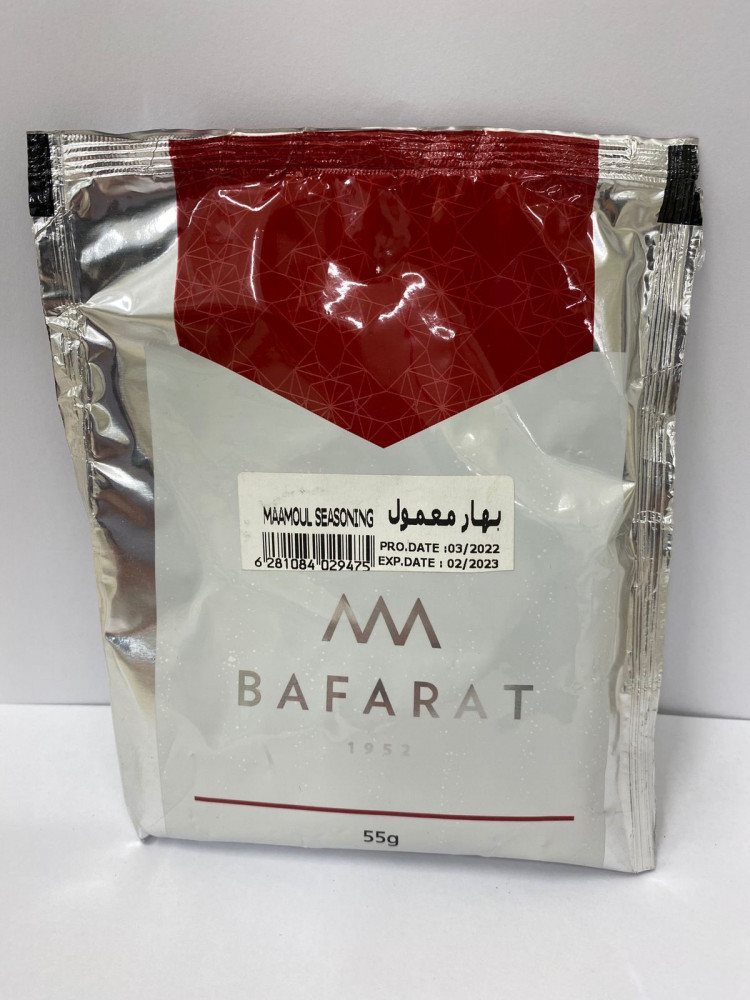 MAAMOUL SEASONING بهار معمول
PRO.DATE :03/2022
EXP.DATE : 02/2023
6 281084 029475
BAFARAT
1952
55g